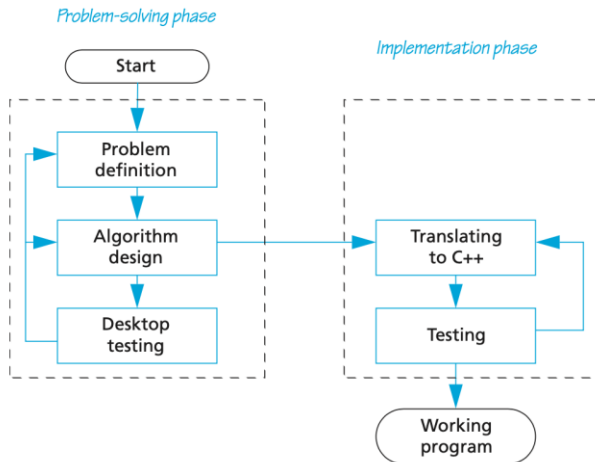 Problem-solving phase
Implementation phase
Start
Problem
definition
Algorithm
design
Translating
to C++
Desktop
testing
Testing
Working
program